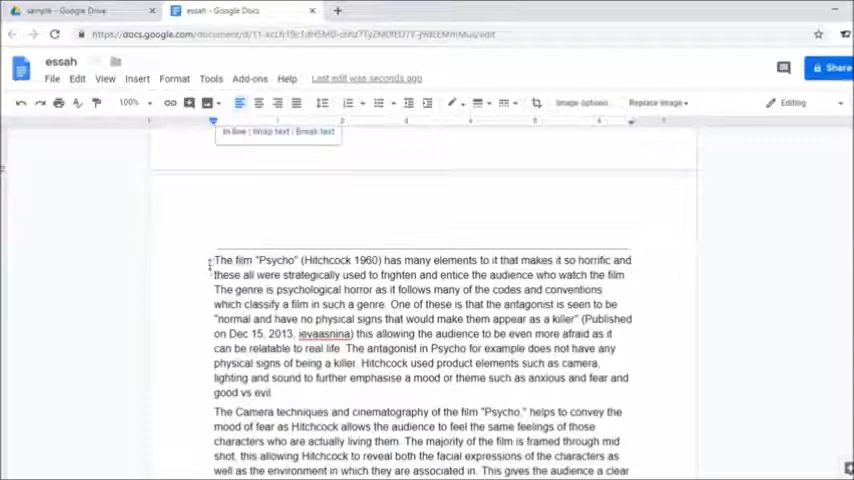 sample - Google Drive
essah - Google Docs
essah
File Edit View Insert Format Tools Add-ons Help Last edit was seconds ago
Share
100% Image options Replace image Editing
1 1 2 3 4 5 6 7
In line | Wrap text | Break text
The film "Psycho" (Hitchcock 1960) has many elements to it that makes it so horrific and
these all were strategically used to frighten and entice the audience who watch the film
The genre is psychological horror as it follows many of the codes and conventions
which classify a film in such a genre. One of these is that the antagonist is seen to be
"normal and have no physical signs that would make them appear as a killer" (Published
on Dec 15, 2013, ievaasnina) this allowing the audience to be even more afraid as it
can be relatable to real life. The antagonist in Psycho for example does not have any
physical signs of being a killer. Hitchcock used product elements such as camera,
lighting and sound to further emphasise a mood or theme such as anxious and fear and
good vs evil.
The Camera techniques and cinematography of the film "Psycho," helps to convey the
mood of fear as Hitchcock allows the audience to feel the same feelings of those
characters who are actually living them. The majority of the film is framed through mid
shot, this allowing Hitchcock to reveal both the facial expressions of the characters as
well as the environment in which they are associated in. This gives the audience a clear